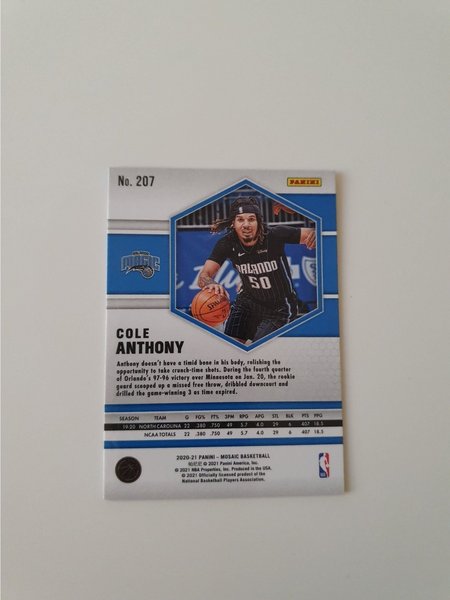 No. 207
PANINI
MAGIC
ORLANDO
50
COLE
ANTHONY
Anthony doesn't have a timid bone in his body, relishing the
opportunity to take crunch-time shots. During the fourth quarter
of Orlando's 97-96 victory over Minnesota on Jan. 20, the rookie
guard scooped up a missed free throw, dribbled downcourt and
drilled the game-winning 3 as time expired.
SEASON TEAM G FG% FT% 3PM RPG APG STL BLK PTS PPG
19-20 NORTH CAROLINA 22 .380 .750 49 5.7 4.0 29 6 407 18.5
NCAA TOTALS 22 .380 .750 49 5.7 4.0 29 6 407 18.5
2020-21 PANINI – MOSAIC BASKETBALL
© 2021 Panini America, Inc.
© 2021 NBA Properties, Inc. Produced in the USA.
© 2021 Officially licensed product of the
National Basketball Players Association.
NBA